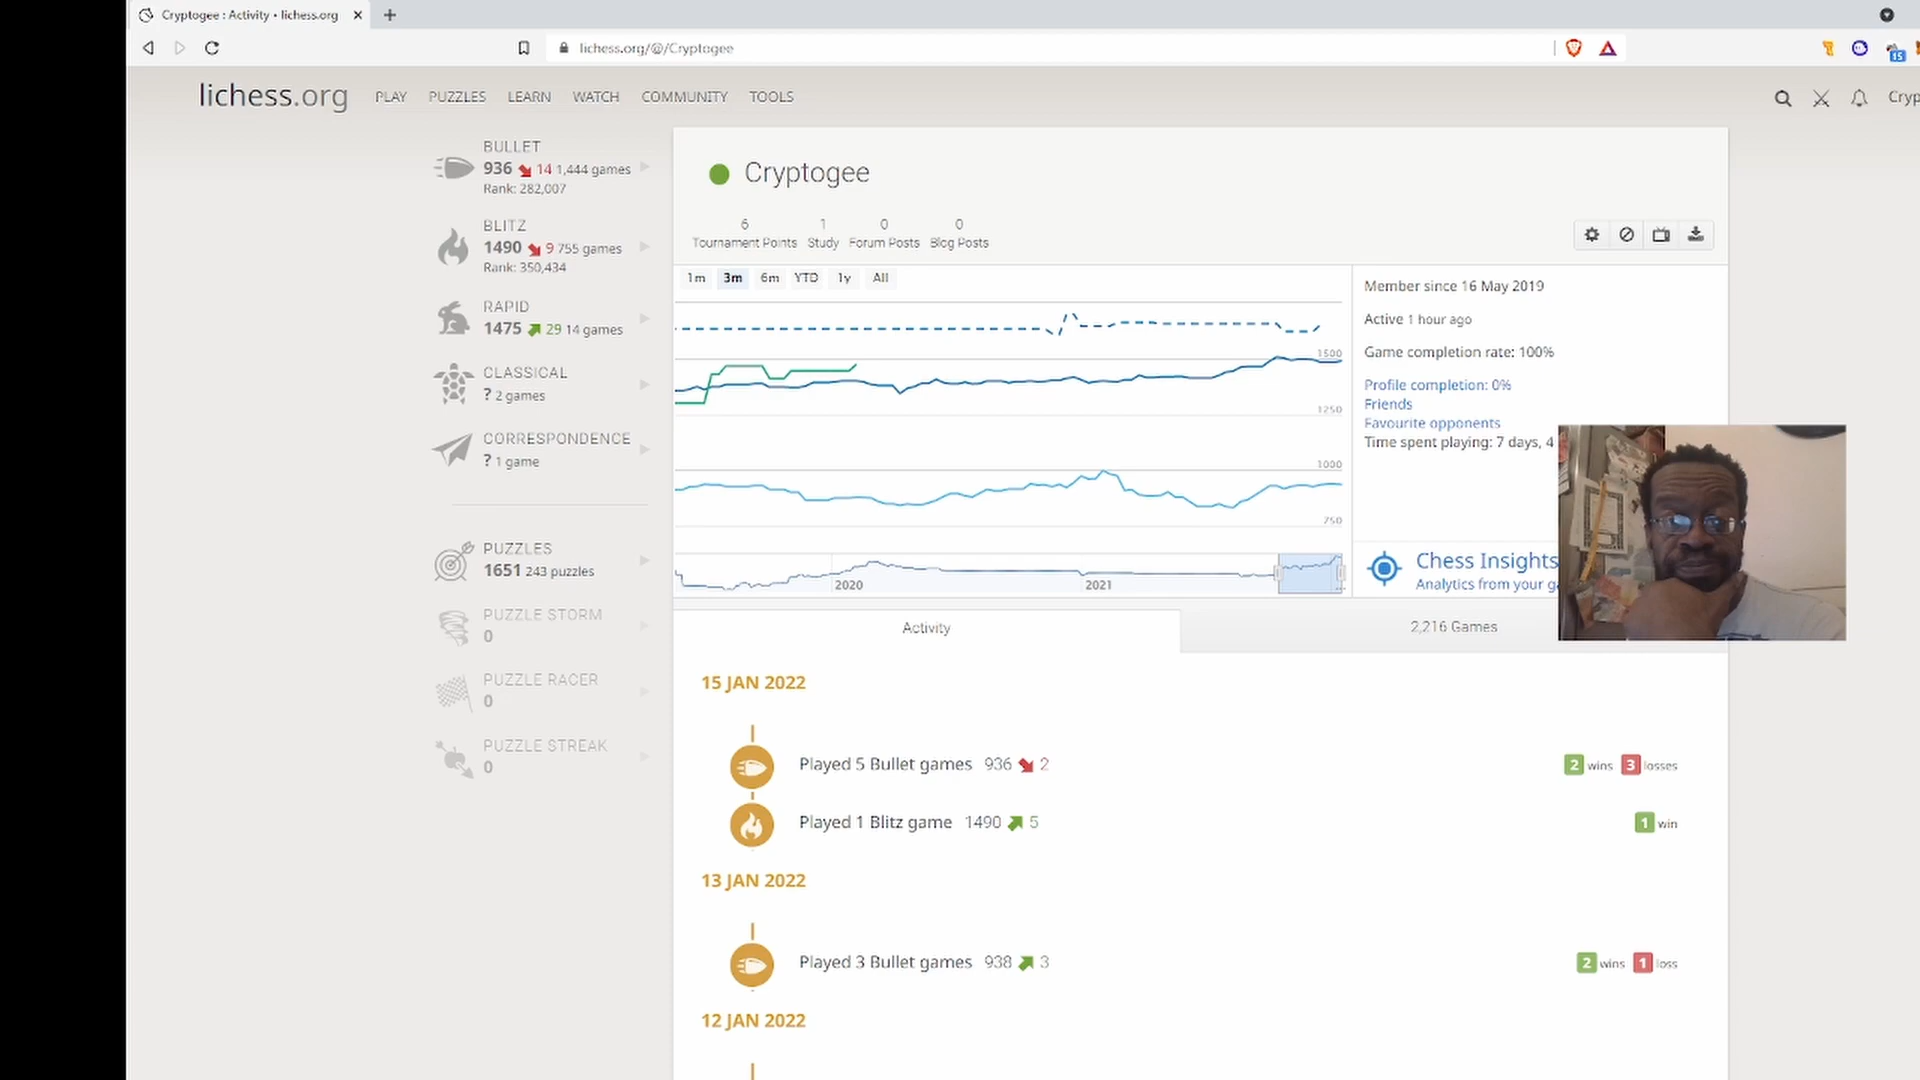 Cryptogee : Activity • lichess.org
lichess.org/@/Cryptogee
15
lichess.org PLAY PUZZLES LEARN WATCH COMMUNITY TOOLS Cryp
BULLET
936 14 1,444 games
Rank: 282,007
BLITZ
1490 9 755 games
Rank: 350,434
RAPID
1475 29 14 games
CLASSICAL
? 2 games
CORRESPONDENCE
? 1 game
PUZZLES
1651 243 puzzles
PUZZLE STORM
0
PUZZLE RACER
0
PUZZLE STREAK
0
Cryptogee
6 1 0 0
Tournament Points Study Forum Posts Blog Posts
1m 3m 6m YTD 1y All
1500
1250
1000
750
2020 2021
Member since 16 May 2019
Active 1 hour ago
Game completion rate: 100%
Profile completion: 0%
Friends
Favourite opponents
Time spent playing: 7 days, 4
Chess Insights
Analytics from your g
Activity 2,216 Games
15 JAN 2022
Played 5 Bullet games 936 2 2 wins 3 losses
Played 1 Blitz game 1490 5 1 win
13 JAN 2022
Played 3 Bullet games 938 3 2 wins 1 loss
12 JAN 2022